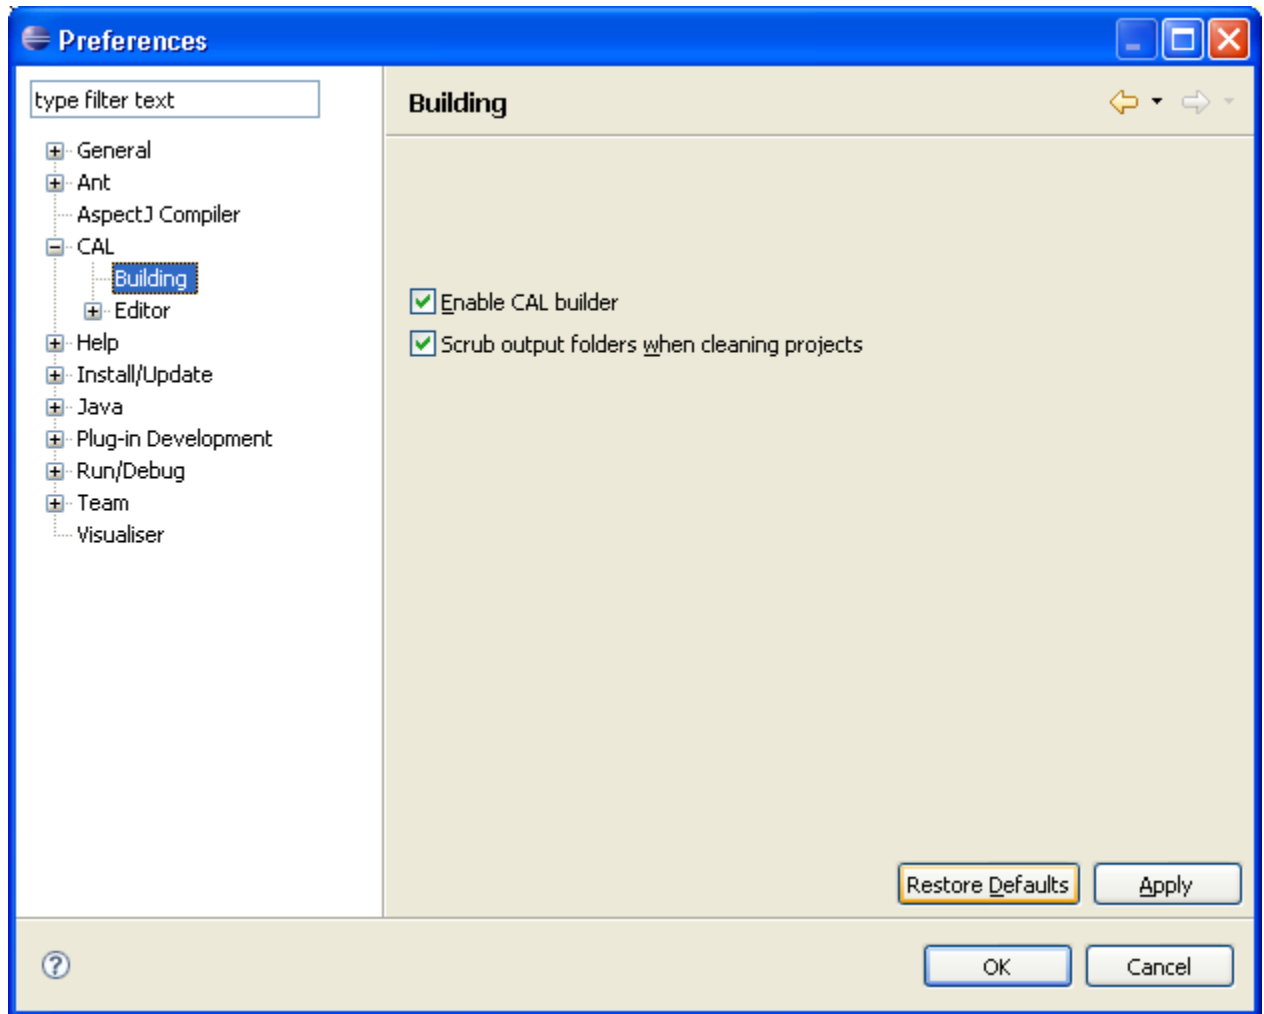 Preferences
type filter text
Building
General
Ant
AspectJ Compiler
CAL
Building
Editor
Help
Install/Update
Java
Plug-in Development
Run/Debug
Team
Visualiser
Enable CAL builder
Scrub output folders when cleaning projects
Restore Defaults
Apply
?
OK
Cancel